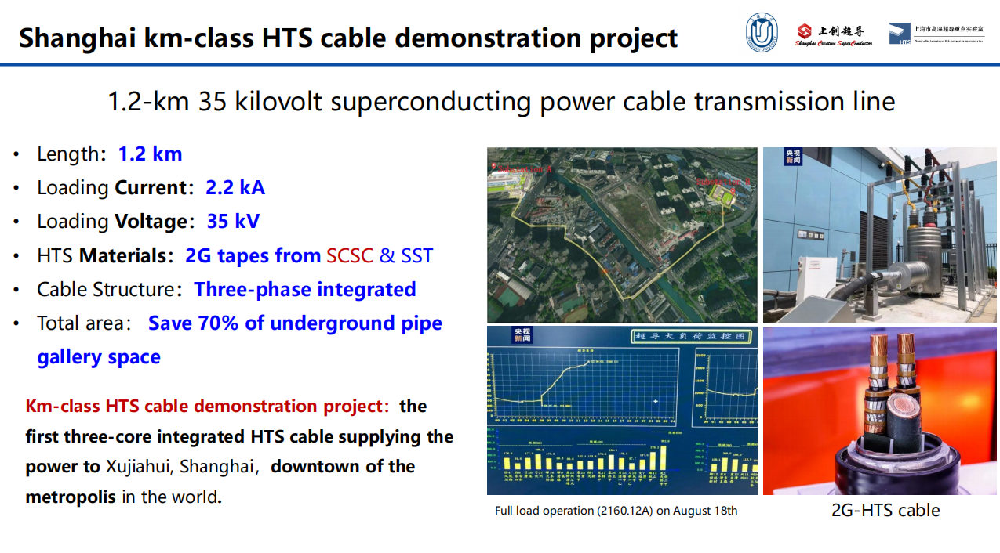 Shanghai km-class HTS cable demonstration project
上创超导
Shanghai Creative SuperConductor
HTS
上海市高温超导重点实验室
1.2-km 35 kilovolt superconducting power cable transmission line
• Length：1.2 km
• Loading Current：2.2 kA
• Loading Voltage：35 kV
• HTS Materials：2G tapes from SCSC & SST
• Cable Structure：Three-phase integrated
• Total area： Save 70% of underground pipe
gallery space
Km-class HTS cable demonstration project：the
first three-core integrated HTS cable supplying the
power to Xujiahui, Shanghai，downtown of the
metropolis in the world.
Substation A
Substation B
央视
新闻
央视
新闻
超导大负荷监控图
Full load operation (2160.12A) on August 18th
2G-HTS cable